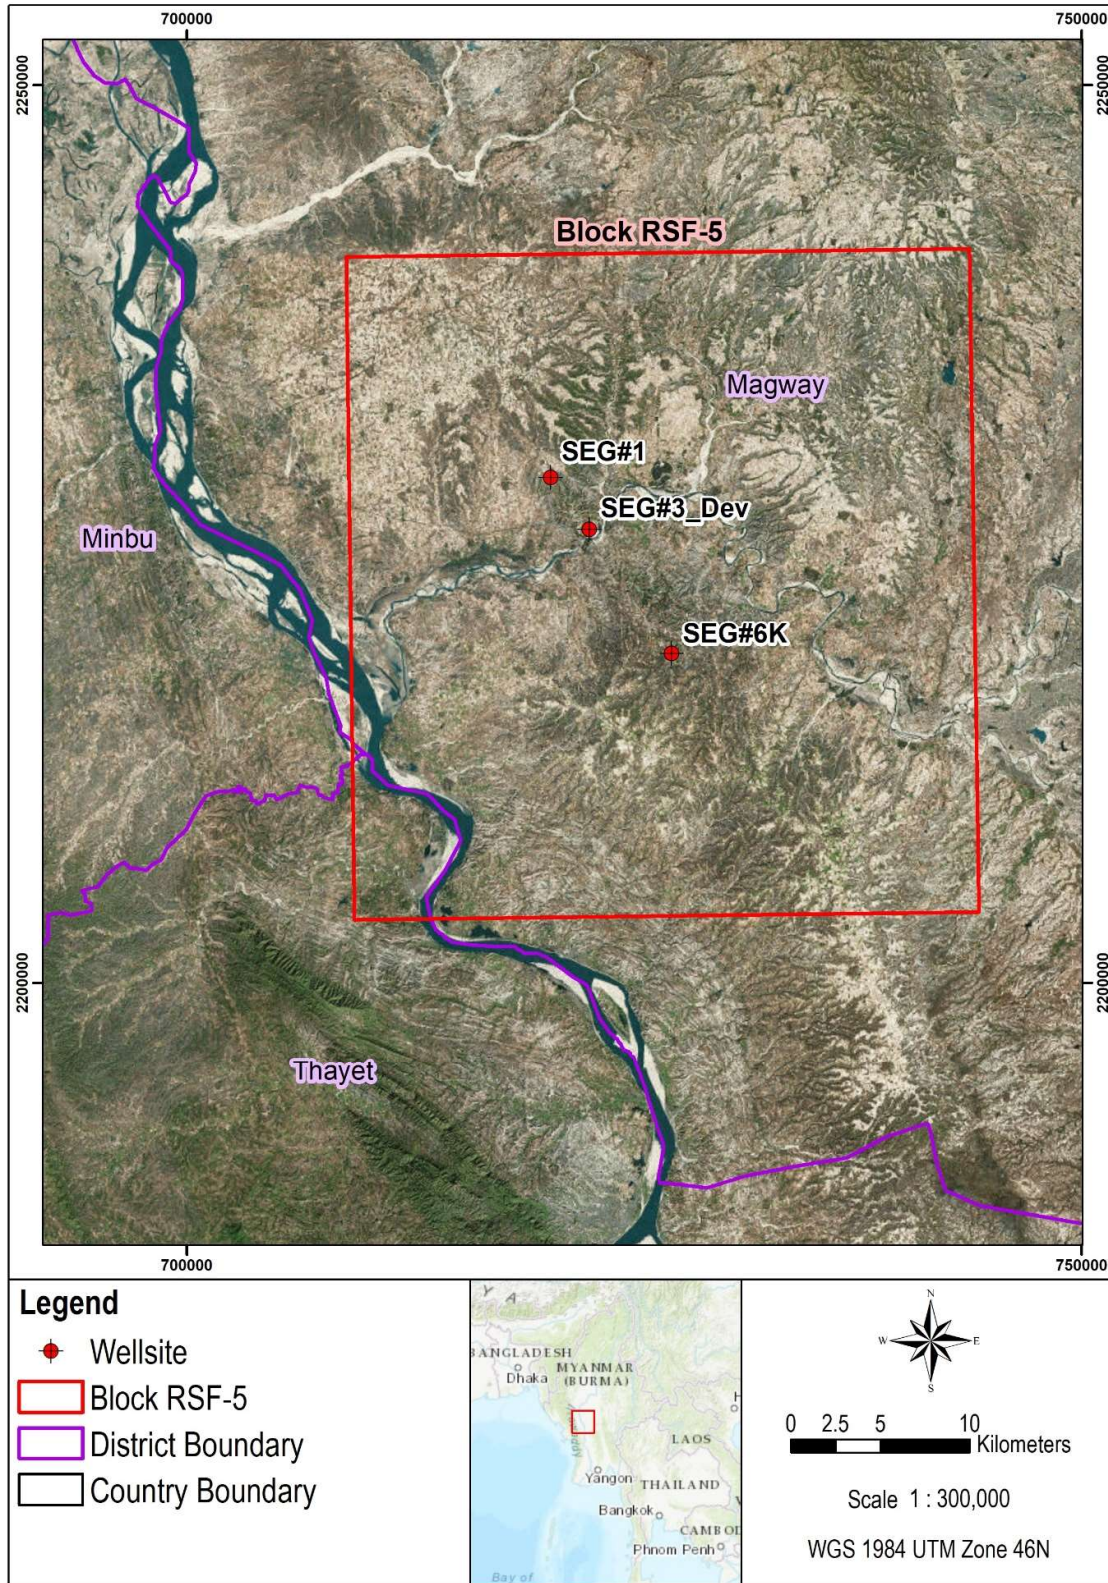 700000
750000
2250000
2250000
Block RSF-5
Magway
SEG#1
SEG#3_Dev
Minbu
SEG#6K
2200000
2200000
Thayet
700000
750000
Legend
Wellsite
Block RSF-5
District Boundary
Country Boundary
Y A
BANGLADESH
Dhaka
MYANMAR
(BURMA)
H
LAOS
Yangon
THAILAND
Bangkok
V
CAMBOD
Phnom Penh
Bay of
N
W
E
S
0 2.5 5 10
Kilometers
Scale 1 : 300,000
WGS 1984 UTM Zone 46N